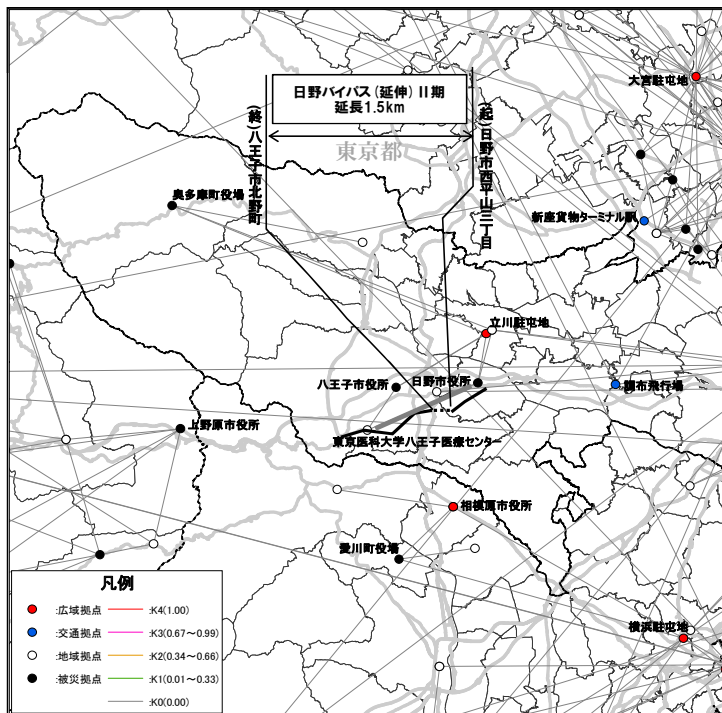 日野バイパス(延伸)Ⅱ期
延長1.5km
(終)八王子市北野町
(起)日野市西平山三丁目
東京都
大宮駐屯地
奥多摩町役場
新座貨物ターミナル駅
立川駐屯地
八王子市役所
日野市役所
調布飛行場
上野原市役所
東京医科大学八王子医療センター
相模原市役所
愛川町役場
横浜駐屯地
凡例
:広域拠点 :K4(1.00)
:交通拠点 :K3(0.67～0.99)
:地域拠点 :K2(0.34～0.66)
:被災拠点 :K1(0.01～0.33)
:K0(0.00)